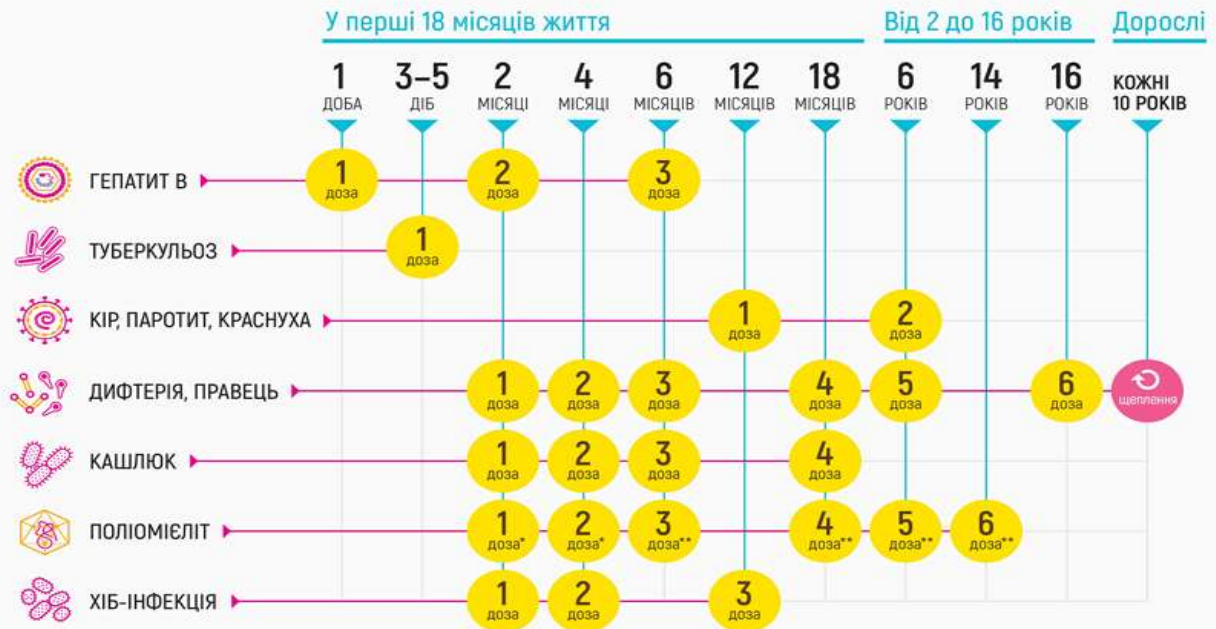 У перші 18 місяців життя Від 2 до 16 років Дорослі
1 3–5 2 4 6 12 18 6 14 16 КОЖНІ
ДОБА ДІБ МІСЯЦІ МІСЯЦІ МІСЯЦІВ МІСЯЦІВ МІСЯЦІВ РОКІВ РОКІВ РОКІВ 10 РОКІВ
ГЕПАТИТ В 1 доза 2 доза 3 доза
ТУБЕРКУЛЬОЗ 1 доза
КІР, ПАРОТИТ, КРАСНУХА 1 доза 2 доза
ДИФТЕРІЯ, ПРАВЕЦЬ 1 доза 2 доза 3 доза 4 доза 5 доза 6 доза щеплення
КАШЛЮК 1 доза 2 доза 3 доза 4 доза
ПОЛІОМІЄЛІТ 1 доза* 2 доза* 3 доза** 4 доза** 5 доза** 6 доза**
ХІБ-ІНФЕКЦІЯ 1 доза 2 доза 3 доза